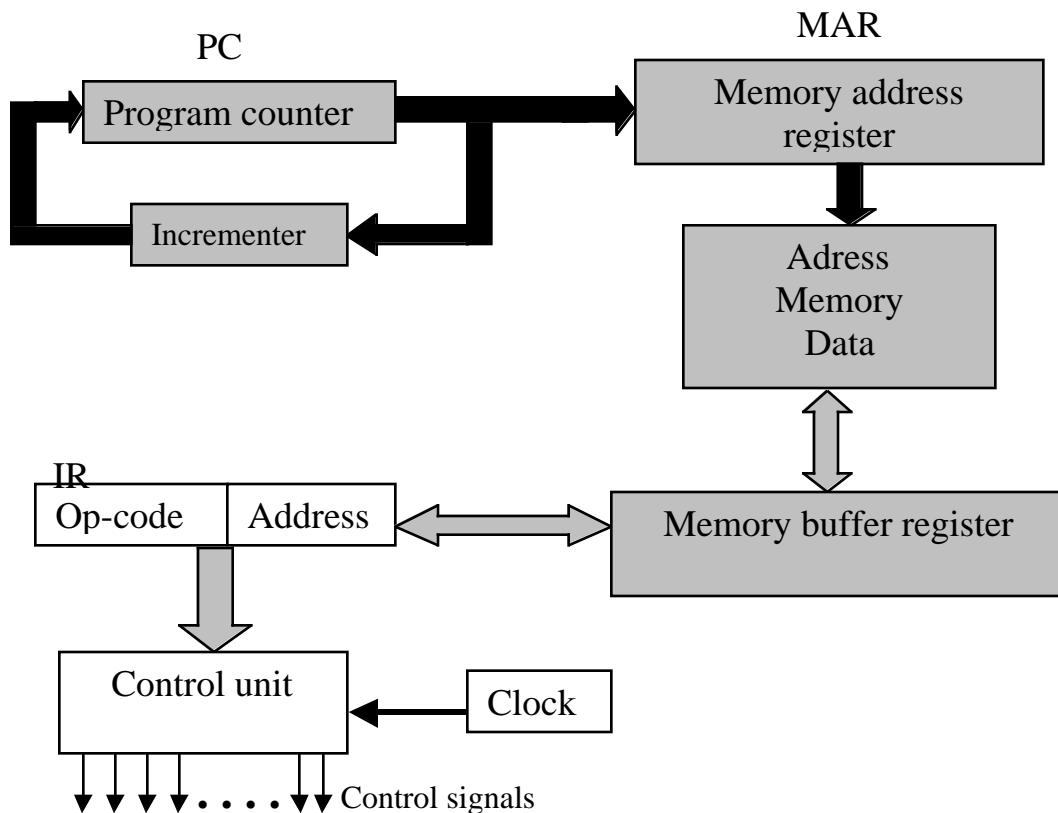 PC
MAR
Program counter
Memory address
register
Incrementer
Adress
Memory
Data
IR
Op-code
Address
Memory buffer register
Control unit
Clock
. . . .
Control signals